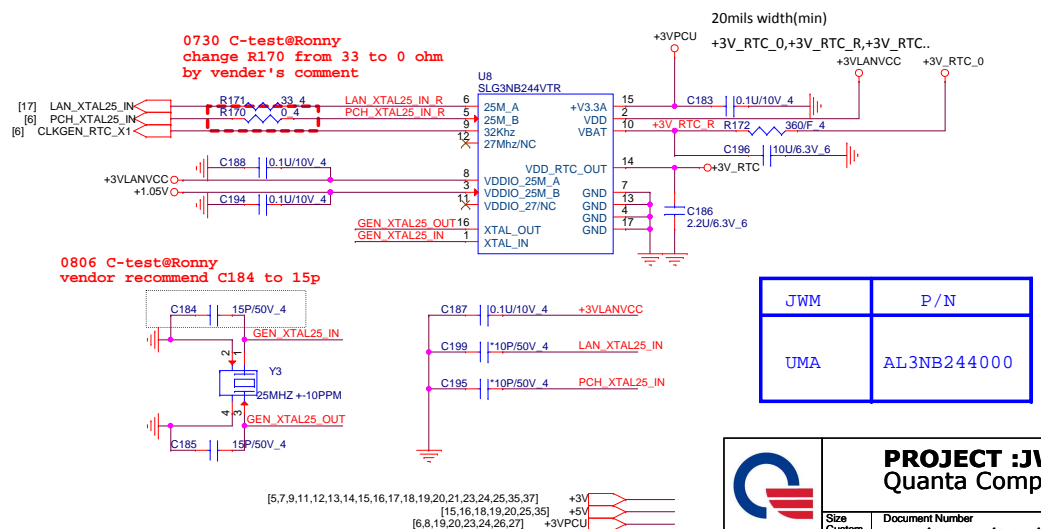 20mils width(min)
+3VPCU
+3V_RTC_0,+3V_RTC_R,+3V_RTC..
0730 C-test@Ronny
change R170 from 33 to 0 ohm
by vender's comment
+3VLANVCC
+3V_RTC_0
U8
SLG3NB244VTR
[17] LAN_XTAL25_IN
R171 33_4
LAN_XTAL25_IN_R
6 25M_A
+V3.3A 15
C183 0.1U/10V_4
[6] PCH_XTAL25_IN
R170 0_4
PCH_XTAL25_IN_R
5 25M_B
VDD 2
[6] CLKGEN_RTC_X1
9 32Khz
VBAT 10
+3V_RTC_R
R172 360/F_4
12 27Mhz/NC
C196 10U/6.3V_6
C188 0.1U/10V_4
VDD_RTC_OUT 14
+3V_RTC
+3VLANVCC
8 VDDIO_25M_A
+1.05V
3 VDDIO_25M_B
GND 7
C194 0.1U/10V_4
11 VDDIO_27/NC
GND 13
GND 4
C186
2.2U/6.3V_6
GEN_XTAL25_OUT 16 XTAL_OUT
GND 17
GEN_XTAL25_IN 1 XTAL_IN
0806 C-test@Ronny
vendor recommend C184 to 15p
C184 15P/50V_4
GEN_XTAL25_IN
2 1
Y3
25MHZ +-10PPM
4 3
GEN_XTAL25_OUT
C185 15P/50V_4
C187 0.1U/10V_4 +3VLANVCC
C199 *10P/50V_4 LAN_XTAL25_IN
C195 *10P/50V_4 PCH_XTAL25_IN
JWM P/N
UMA AL3NB244000
PROJECT :JW
Quanta Comp
Size Document Number
Custom
[5,7,9,11,12,13,14,15,16,17,18,19,20,21,23,24,25,35,37] +3V
[15,16,18,19,20,25,35] +5V
[6,8,19,20,23,24,26,27] +3VPCU